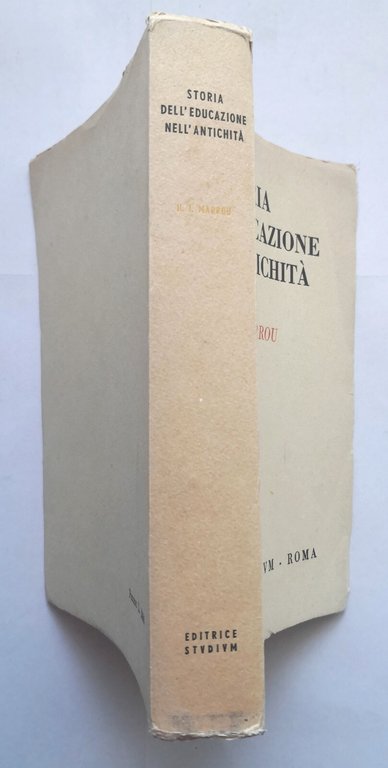 STORIA
DELL'EDUCAZIONE
NELL'ANTICHITÀ
H. I. MARROU
EDITRICE
STVDIVM
IA
CAZIONE
ICHITÀ
ROU
VM - ROMA